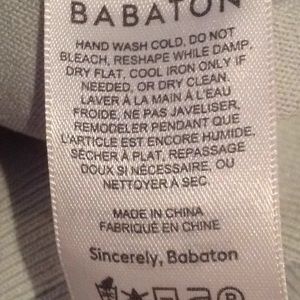 BABATON
HAND WASH COLD, DO NOT
BLEACH, RESHAPE WHILE DAMP,
DRY FLAT, COOL IRON ONLY IF
NEEDED, OR DRY CLEAN.
LAVER À LA MAIN À L'EAU
FROIDE, NE PAS JAVELISER,
REMODELER PENDANT QUE
L'ARTICLE EST ENCORE HUMIDE,
SÉCHER À PLAT, REPASSAGE
DOUX SI NÉCESSAIRE, OU
NETTOYER À SEC.
MADE IN CHINA
FABRIQUÉ EN CHINE
Sincerely, Babaton